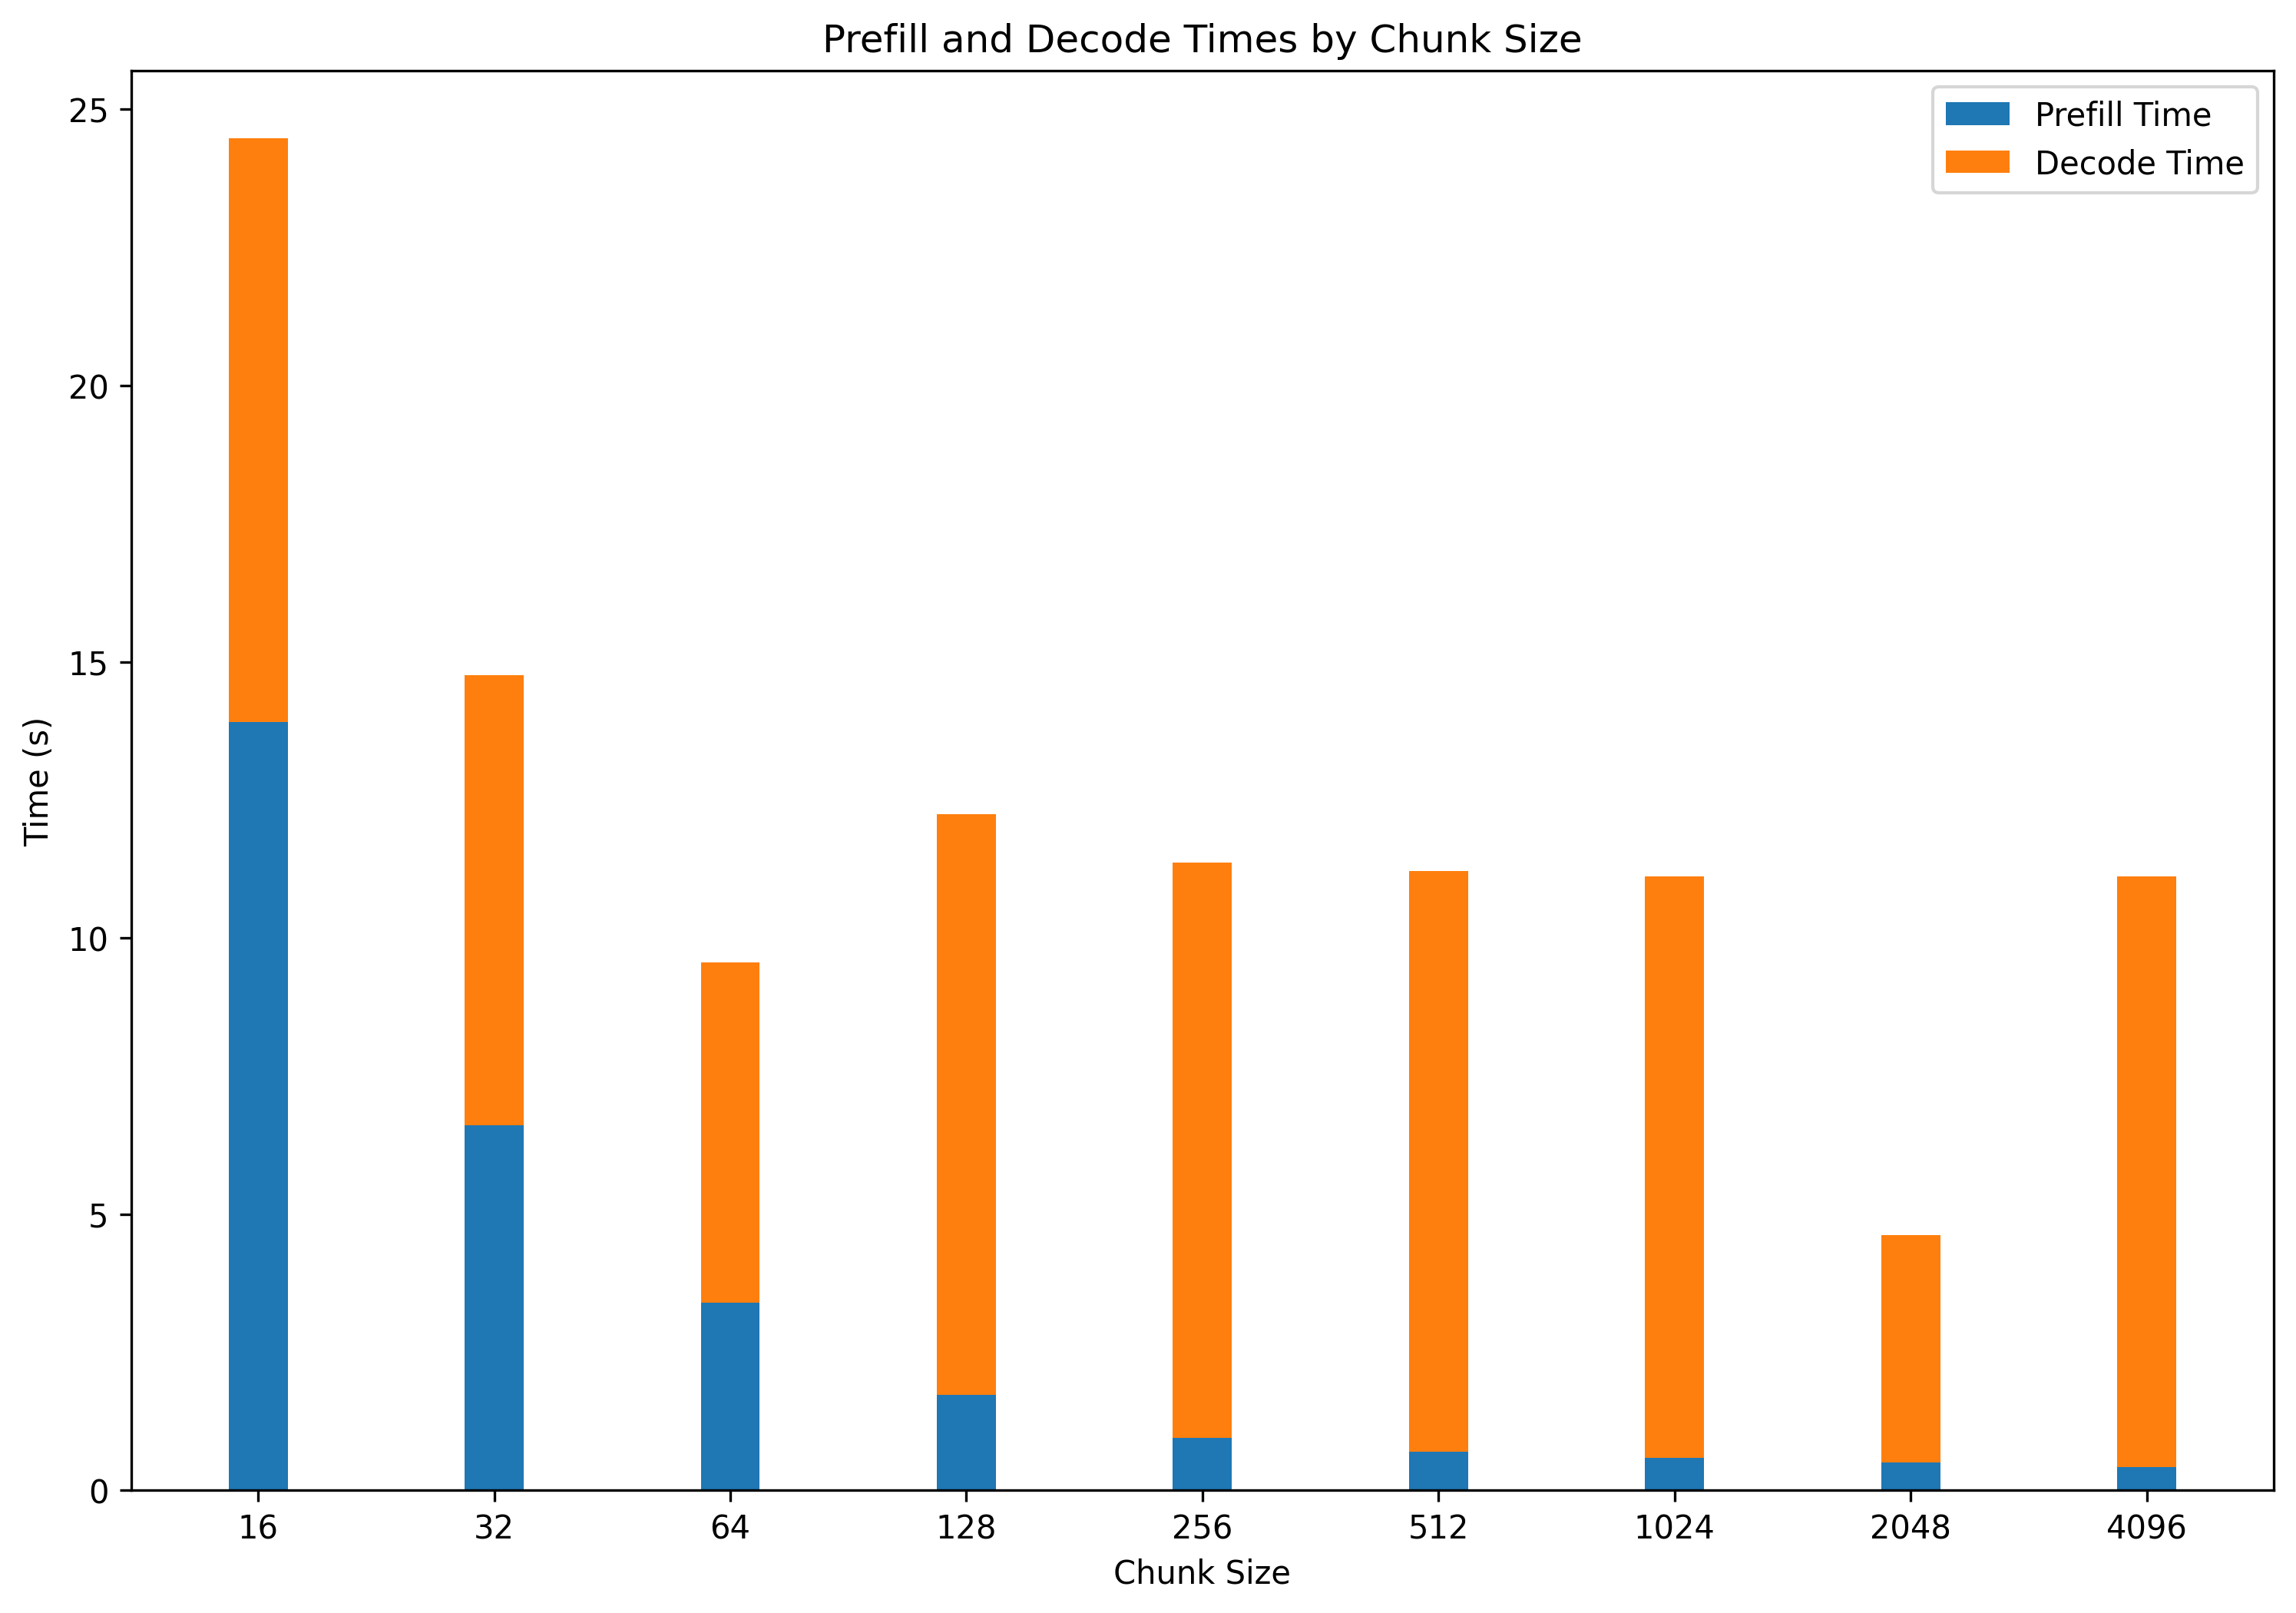 Prefill and Decode Times by Chunk Size
Prefill Time
Decode Time
Time (s)
25
20
15
10
5
0
16 32 64 128 256 512 1024 2048 4096
Chunk Size